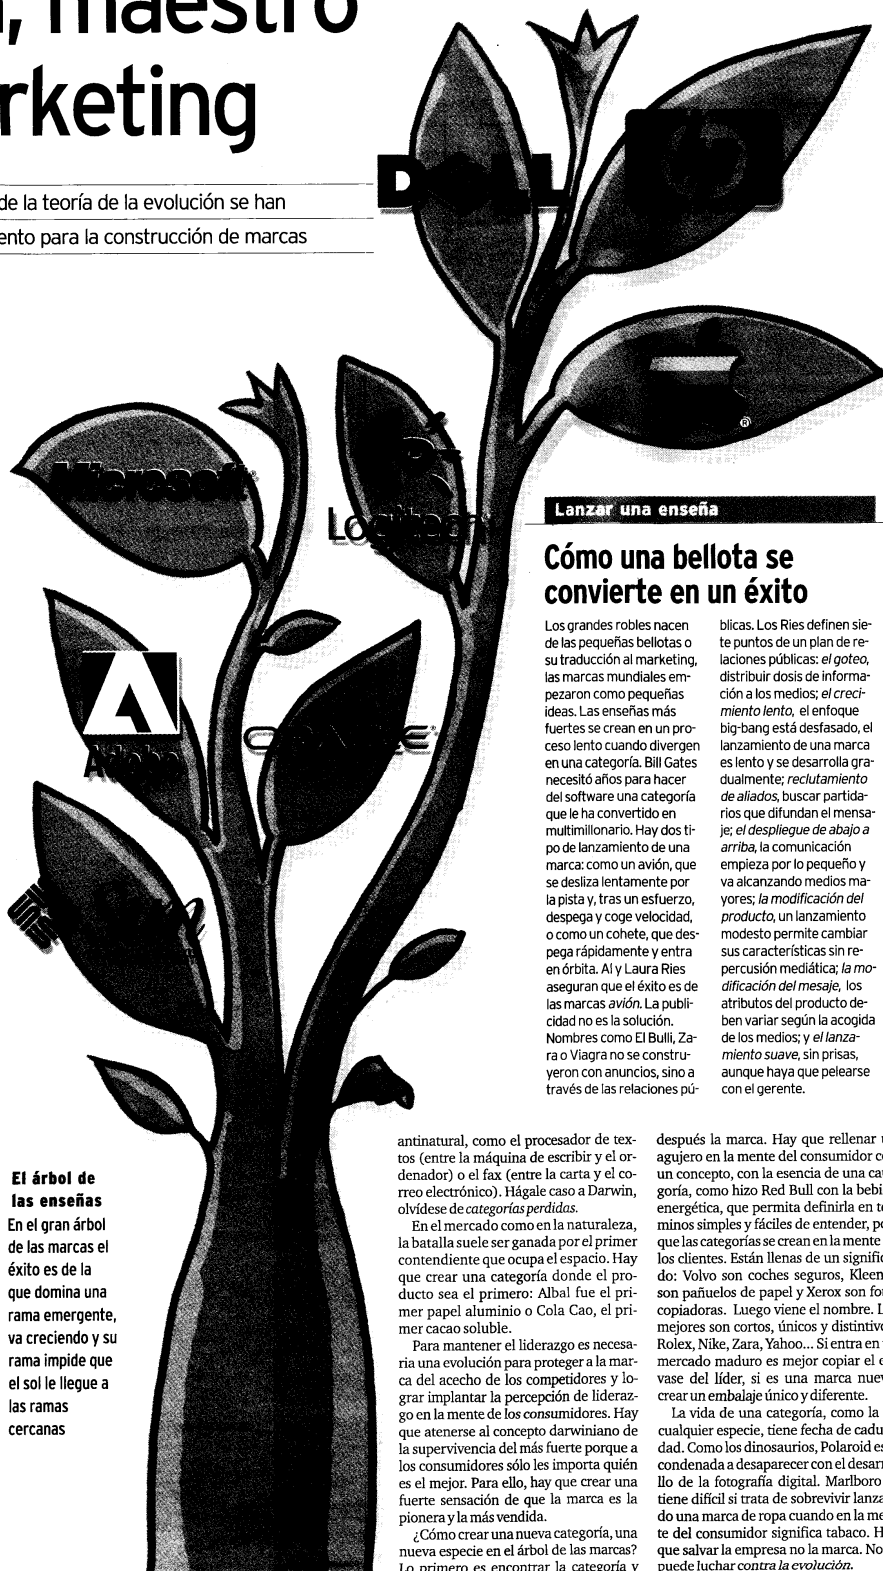 , maestro
rketing
de la teoría de la evolución se han
ento para la construcción de marcas
DELL
hp
Microsoft
Logitech
®
Adobe
ORACLE
Sun
Lanzar una enseña
Cómo una bellota se
convierte en un éxito
Los grandes robles nacen
de las pequeñas bellotas o
su traducción al marketing,
las marcas mundiales em-
pezaron como pequeñas
ideas. Las enseñas más
fuertes se crean en un pro-
ceso lento cuando divergen
en una categoría. Bill Gates
necesitó años para hacer
del software una categoría
que le ha convertido en
multimillonario. Hay dos ti-
po de lanzamiento de una
marca: como un avión, que
se desliza lentamente por
la pista y, tras un esfuerzo,
despega y coge velocidad,
o como un cohete, que des-
pega rápidamente y entra
en órbita. Al y Laura Ries
aseguran que el éxito es de
las marcas avión. La publi-
cidad no es la solución.
Nombres como El Bulli, Za-
ra o Viagra no se constru-
yeron con anuncios, sino a
través de las relaciones pú-
blicas. Los Ries definen sie-
te puntos de un plan de re-
laciones públicas: el goteo,
distribuir dosis de informa-
ción a los medios; el creci-
miento lento, el enfoque
big-bang está desfasado, el
lanzamiento de una marca
es lento y se desarrolla gra-
dualmente; reclutamiento
de aliados, buscar partida-
rios que difundan el mensa-
je; el despliegue de abajo a
arriba, la comunicación
empieza por lo pequeño y
va alcanzando medios ma-
yores; la modificación del
producto, un lanzamiento
modesto permite cambiar
sus características sin re-
percusión mediática; la mo-
dificación del mesaje, los
atributos del producto de-
ben variar según la acogida
de los medios; y el lanza-
miento suave, sin prisas,
aunque haya que pelearse
con el gerente.
El árbol de
las enseñas
En el gran árbol
de las marcas el
éxito es de la
que domina una
rama emergente,
va creciendo y su
rama impide que
el sol le llegue a
las ramas
cercanas
antinatural, como el procesador de tex-
tos (entre la máquina de escribir y el or-
denador) o el fax (entre la carta y el co-
rreo electrónico). Hágale caso a Darwin,
olvídese de categorías perdidas.
En el mercado como en la naturaleza,
la batalla suele ser ganada por el primer
contendiente que ocupa el espacio. Hay
que crear una categoría donde el pro-
ducto sea el primero: Albal fue el pri-
mer papel aluminio o Cola Cao, el pri-
mer cacao soluble.
Para mantener el liderazgo es necesa-
ria una evolución para proteger a la mar-
ca del acecho de los competidores y lo-
grar implantar la percepción de lideraz-
go en la mente de los consumidores. Hay
que atenerse al concepto darwiniano de
la supervivencia del más fuerte porque a
los consumidores sólo les importa quién
es el mejor. Para ello, hay que crear una
fuerte sensación de que la marca es la
pionera y la más vendida.
¿Cómo crear una nueva categoría, una
nueva especie en el árbol de las marcas?
Lo primero es encontrar la categoría y
después la marca. Hay que rellenar u
agujero en la mente del consumidor co
un concepto, con la esencia de una ca
goría, como hizo Red Bull con la bebi
energética, que permita definirla en té
minos simples y fáciles de entender, po
que las categorías se crean en la mente
los clientes. Están llenas de un signific
do: Volvo son coches seguros, Kleen
son pañuelos de papel y Xerox son fo
copiadoras. Luego viene el nombre. L
mejores son cortos, únicos y distintivo
Rolex, Nike, Zara, Yahoo... Si entra en
mercado maduro es mejor copiar el e
vase del líder, si es una marca nuev
crear un embalaje único y diferente.
La vida de una categoría, como la
cualquier especie, tiene fecha de cadu
dad. Como los dinosaurios, Polaroid es
condenada a desaparecer con el desarr
llo de la fotografía digital. Marlboro
tiene difícil si trata de sobrevivir lanza
do una marca de ropa cuando en la me
te del consumidor significa tabaco. H
que salvar la empresa no la marca. No
puede luchar contra la evolución.